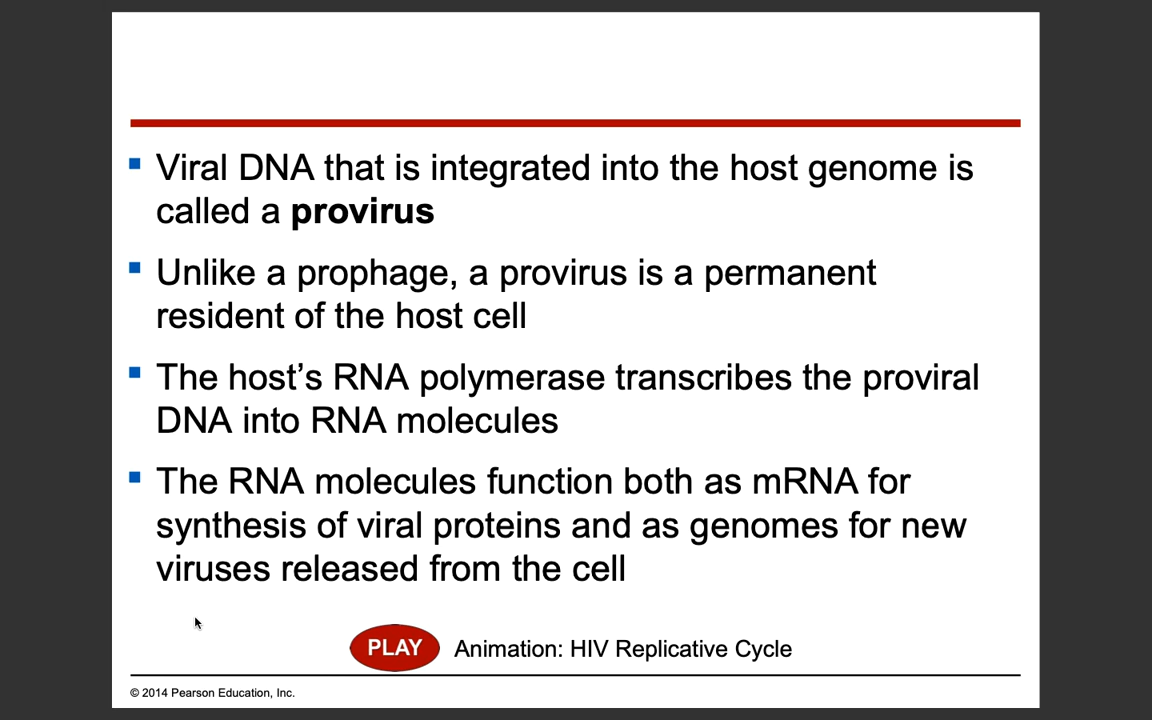 Viral DNA that is integrated into the host genome is
called a provirus
Unlike a prophage, a provirus is a permanent
resident of the host cell
The host’s RNA polymerase transcribes the proviral
DNA into RNA molecules
The RNA molecules function both as mRNA for
synthesis of viral proteins and as genomes for new
viruses released from the cell
PLAY Animation: HIV Replicative Cycle
© 2014 Pearson Education, Inc.